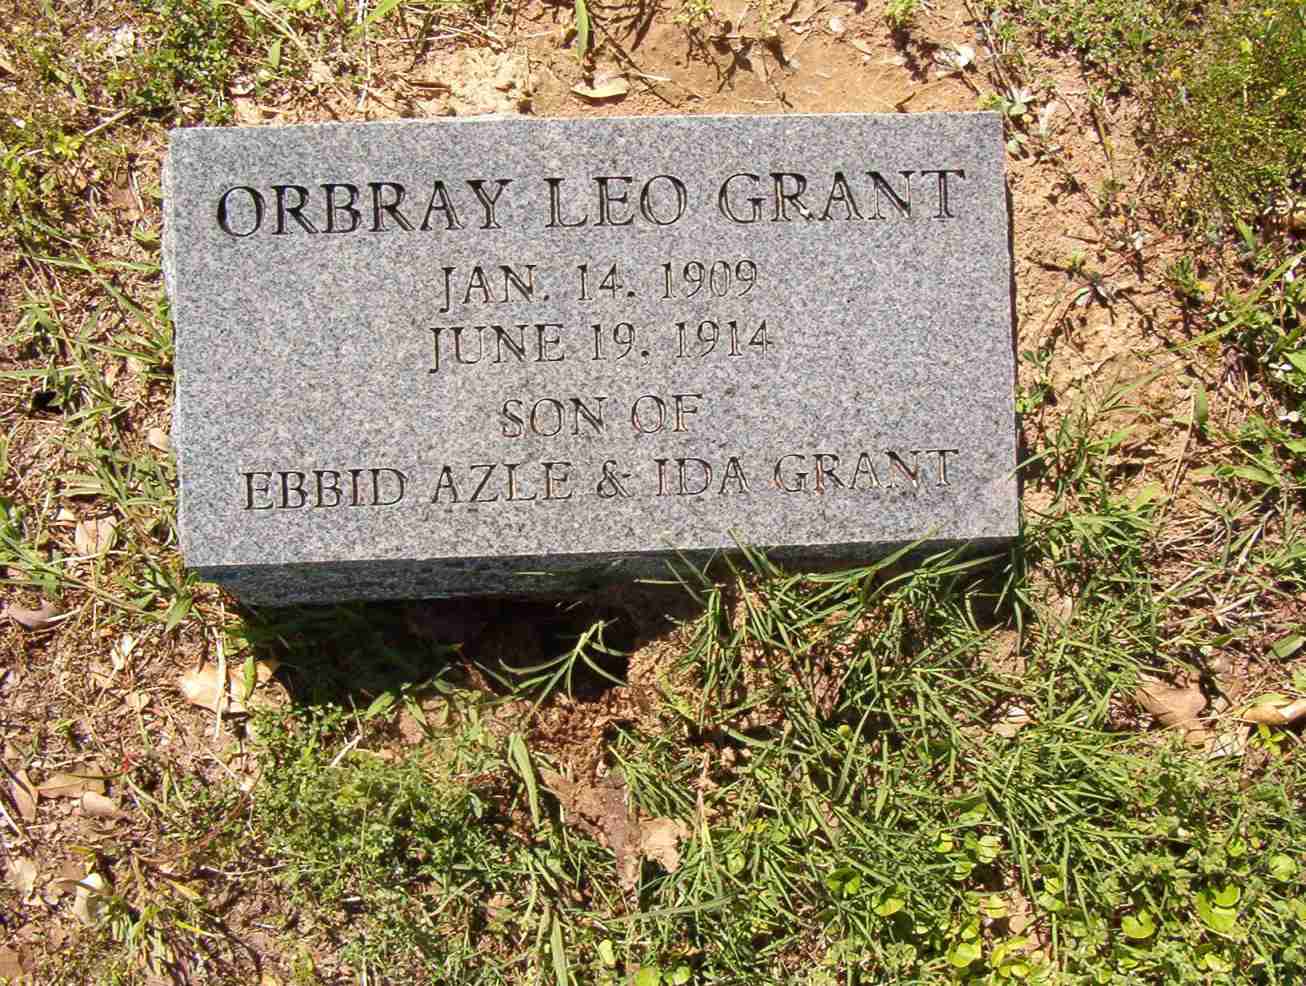 ORBRAY LEO GRANT
JAN. 14. 1909
JUNE 19. 1914
SON OF
EBBID AZLE & IDA GRANT